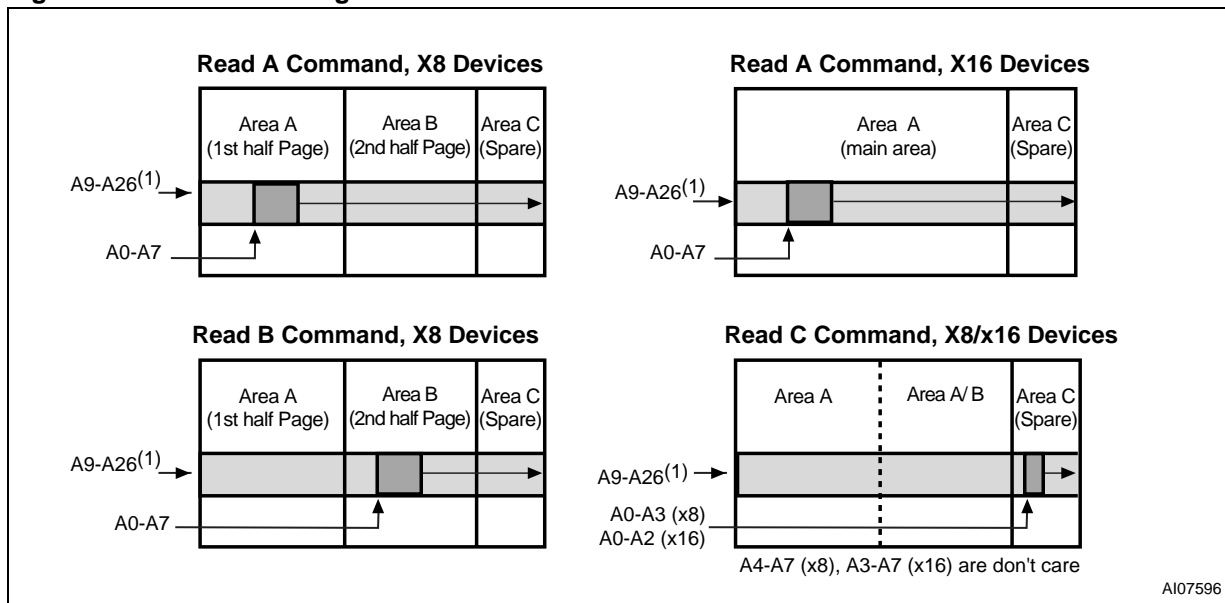 Read A Command, X8 Devices
Area A
(1st half Page)
Area B
(2nd half Page)
Area C
(Spare)
A9-A26(1)
A0-A7
Read A Command, X16 Devices
Area A
(main area)
Area C
(Spare)
A9-A26(1)
A0-A7
Read B Command, X8 Devices
Area A
(1st half Page)
Area B
(2nd half Page)
Area C
(Spare)
A9-A26(1)
A0-A7
Read C Command, X8/x16 Devices
Area A
Area A/ B
Area C
(Spare)
A9-A26(1)
A0-A3 (x8)
A0-A2 (x16)
A4-A7 (x8), A3-A7 (x16) are don't care
AI07596